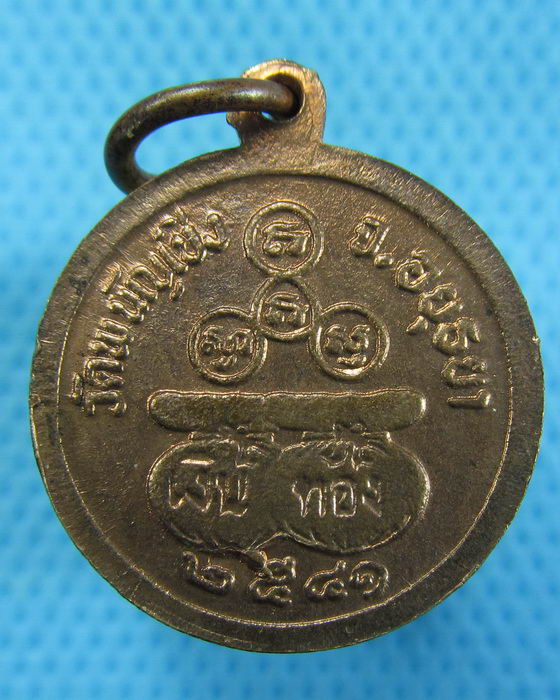 วัดพนัญเชิง
จ.อยุธยา
เงิน ทอง
๒๕๔๑